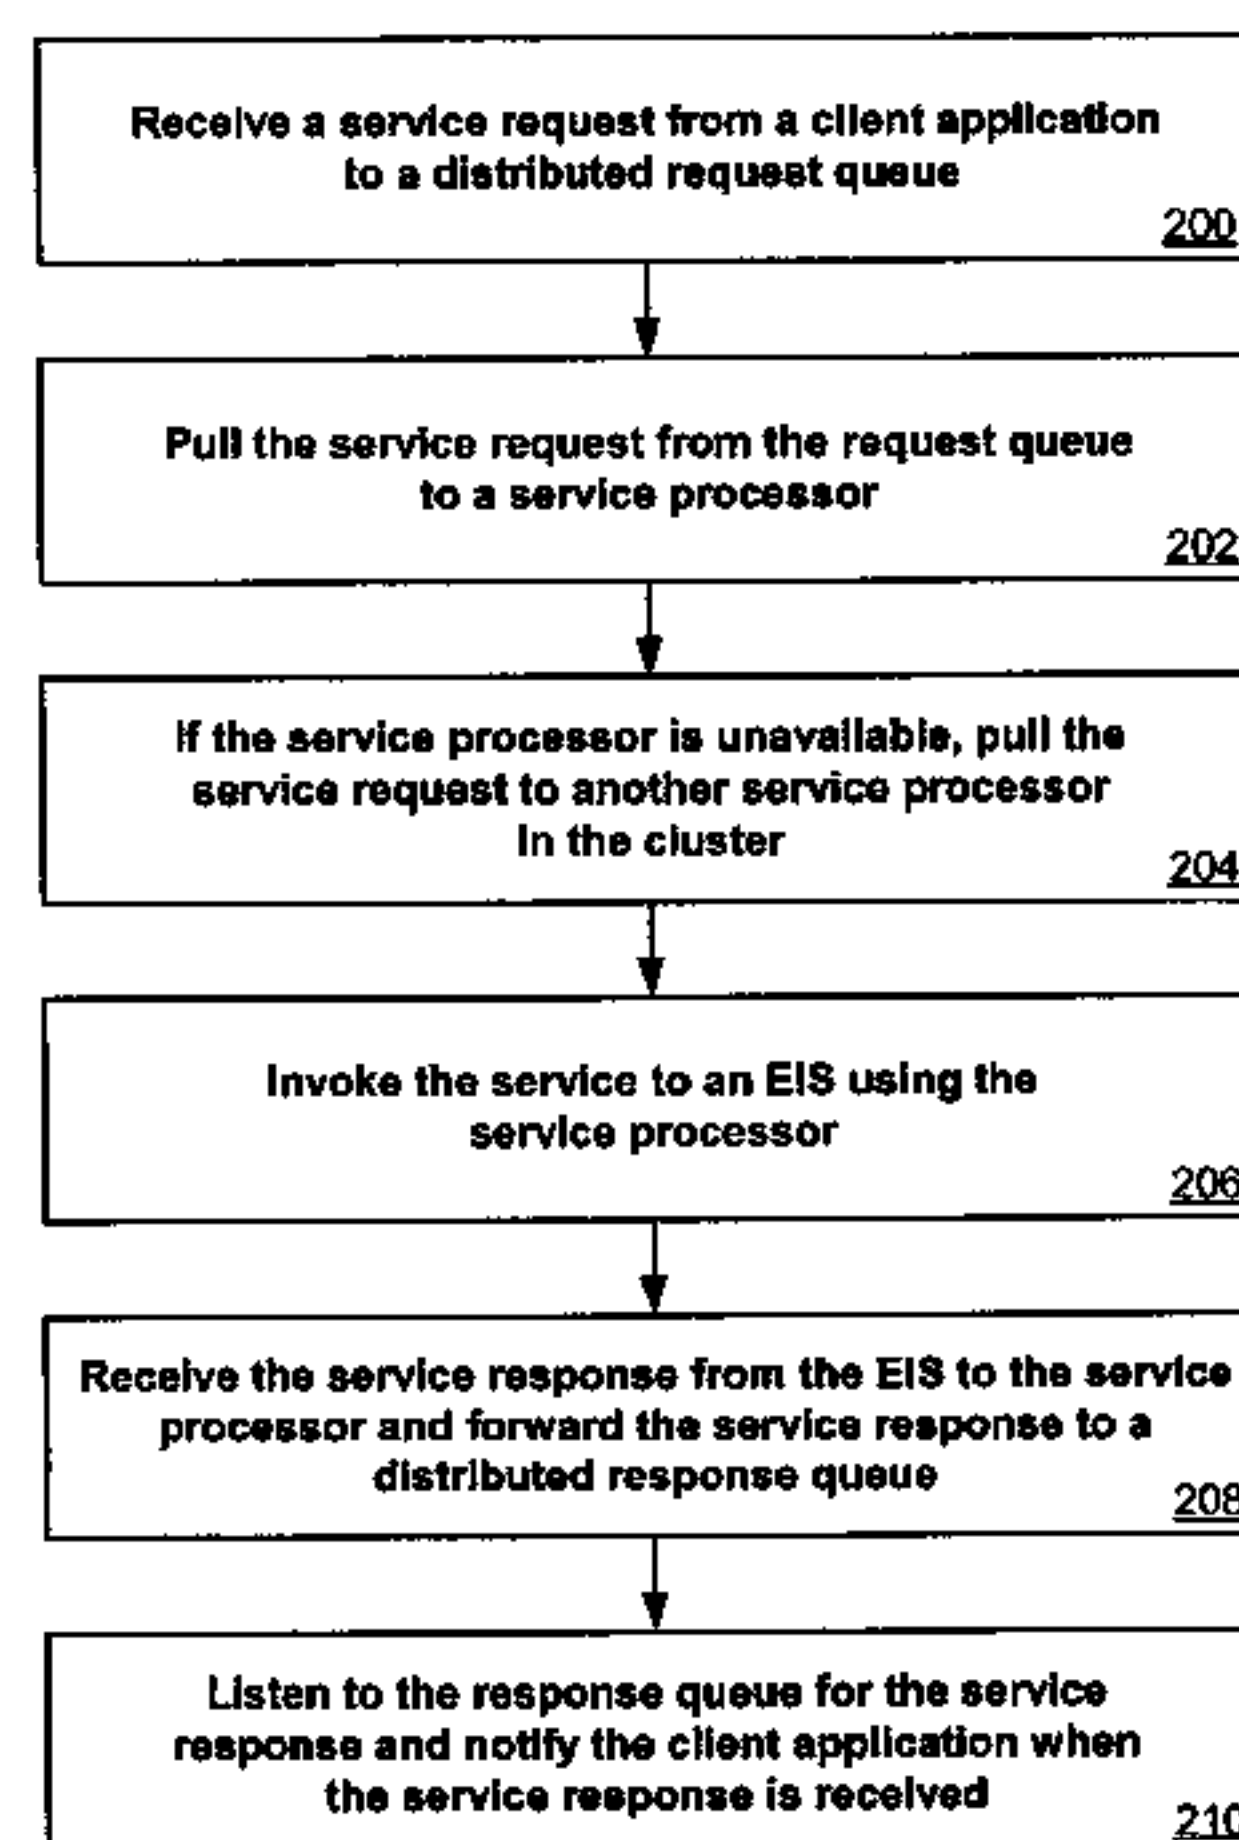 Receive a service request from a client application
to a distributed request queue
200
Pull the service request from the request queue
to a service processor
202
If the service processor is unavailable, pull the
service request to another service processor
In the cluster
204
Invoke the service to an EIS using the
service processor
206
Receive the service response from the EIS to the service
processor and forward the service response to a
distributed response queue
208
Listen to the response queue for the service
response and notify the client application when
the service response is received
210